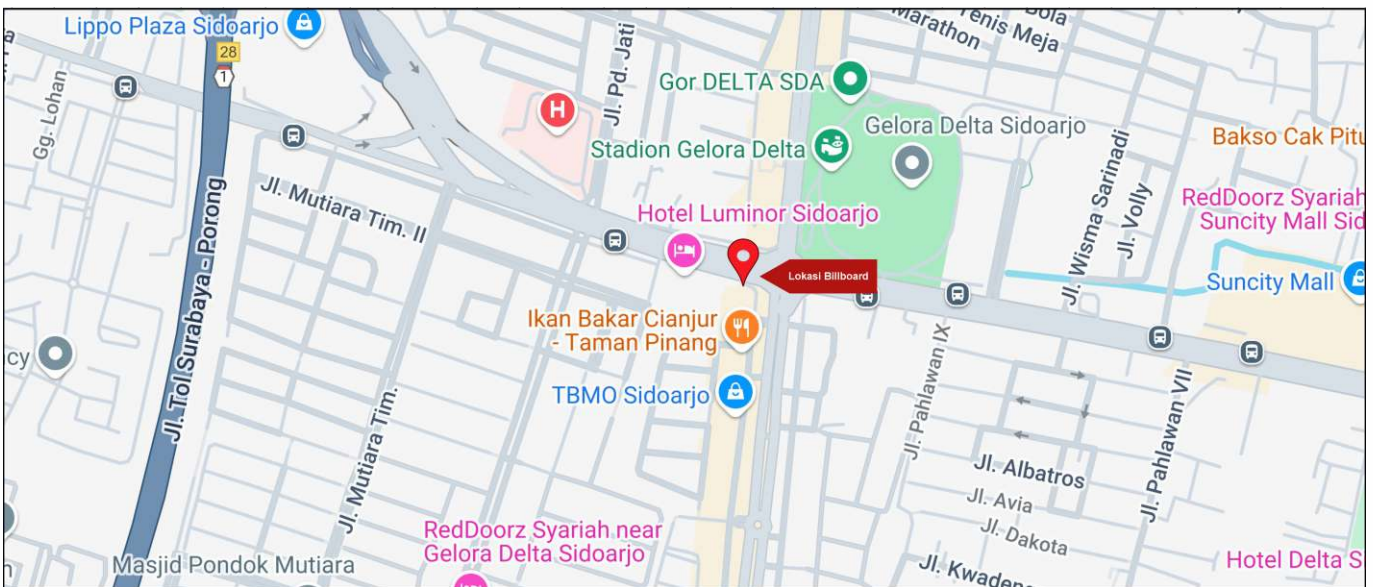 Lippo Plaza Sidoarjo
28
1
Gg. Lohan
Jl. Pd. Jati
Marathon
Tenis Meja
Bola
Gor DELTA SDA
Stadion Gelora Delta
Gelora Delta Sidoarjo
Bakso Cak Pitu
H
Jl. Mutiara Tim. II
Hotel Luminor Sidoarjo
Lokasi Billboard
Jl. Wisma Sarinadi
Jl. Volly
RedDoorz Syariah
Suncity Mall Sid
Suncity Mall
Ikan Bakar Cianjur
- Taman Pinang
TBMO Sidoarjo
cy
Jl. Tol Surabaya - Porong
Jl. Mutiara Tim.
Jl. Pahlawan IX
Jl. Pahlawan VII
Jl. Albatros
Jl. Avia
Jl. Dakota
Jl. Kwaden
RedDoorz Syariah near
Gelora Delta Sidoarjo
Masjid Pondok Mutiara
Hotel Delta S